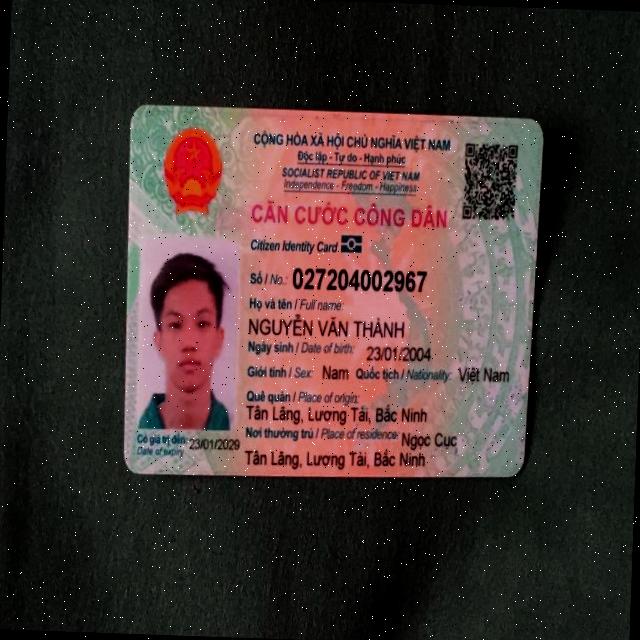 CỘNG HÒA XÃ HỘI CHỦ NGHĨA VIỆT NAM
Độc lập - Tự do - Hạnh phúc
SOCIALIST REPUBLIC OF VIET NAM
Independence - Freedom - Happiness
CĂN CƯỚC CÔNG DÂN
Citizen Identity Card
Số / No.: 027204002967
Họ và tên / Full name:
NGUYỄN VĂN THÀNH
Ngày sinh / Date of birth: 23/01/2004
Giới tính / Sex: Nam Quốc tịch / Nationality: Việt Nam
Quê quán / Place of origin:
Tân Lãng, Lương Tài, Bắc Ninh
Nơi thường trú / Place of residence: Ngọc Cục
Tân Lãng, Lương Tài, Bắc Ninh
Có giá trị đến: 23/01/2029
Date of expiry